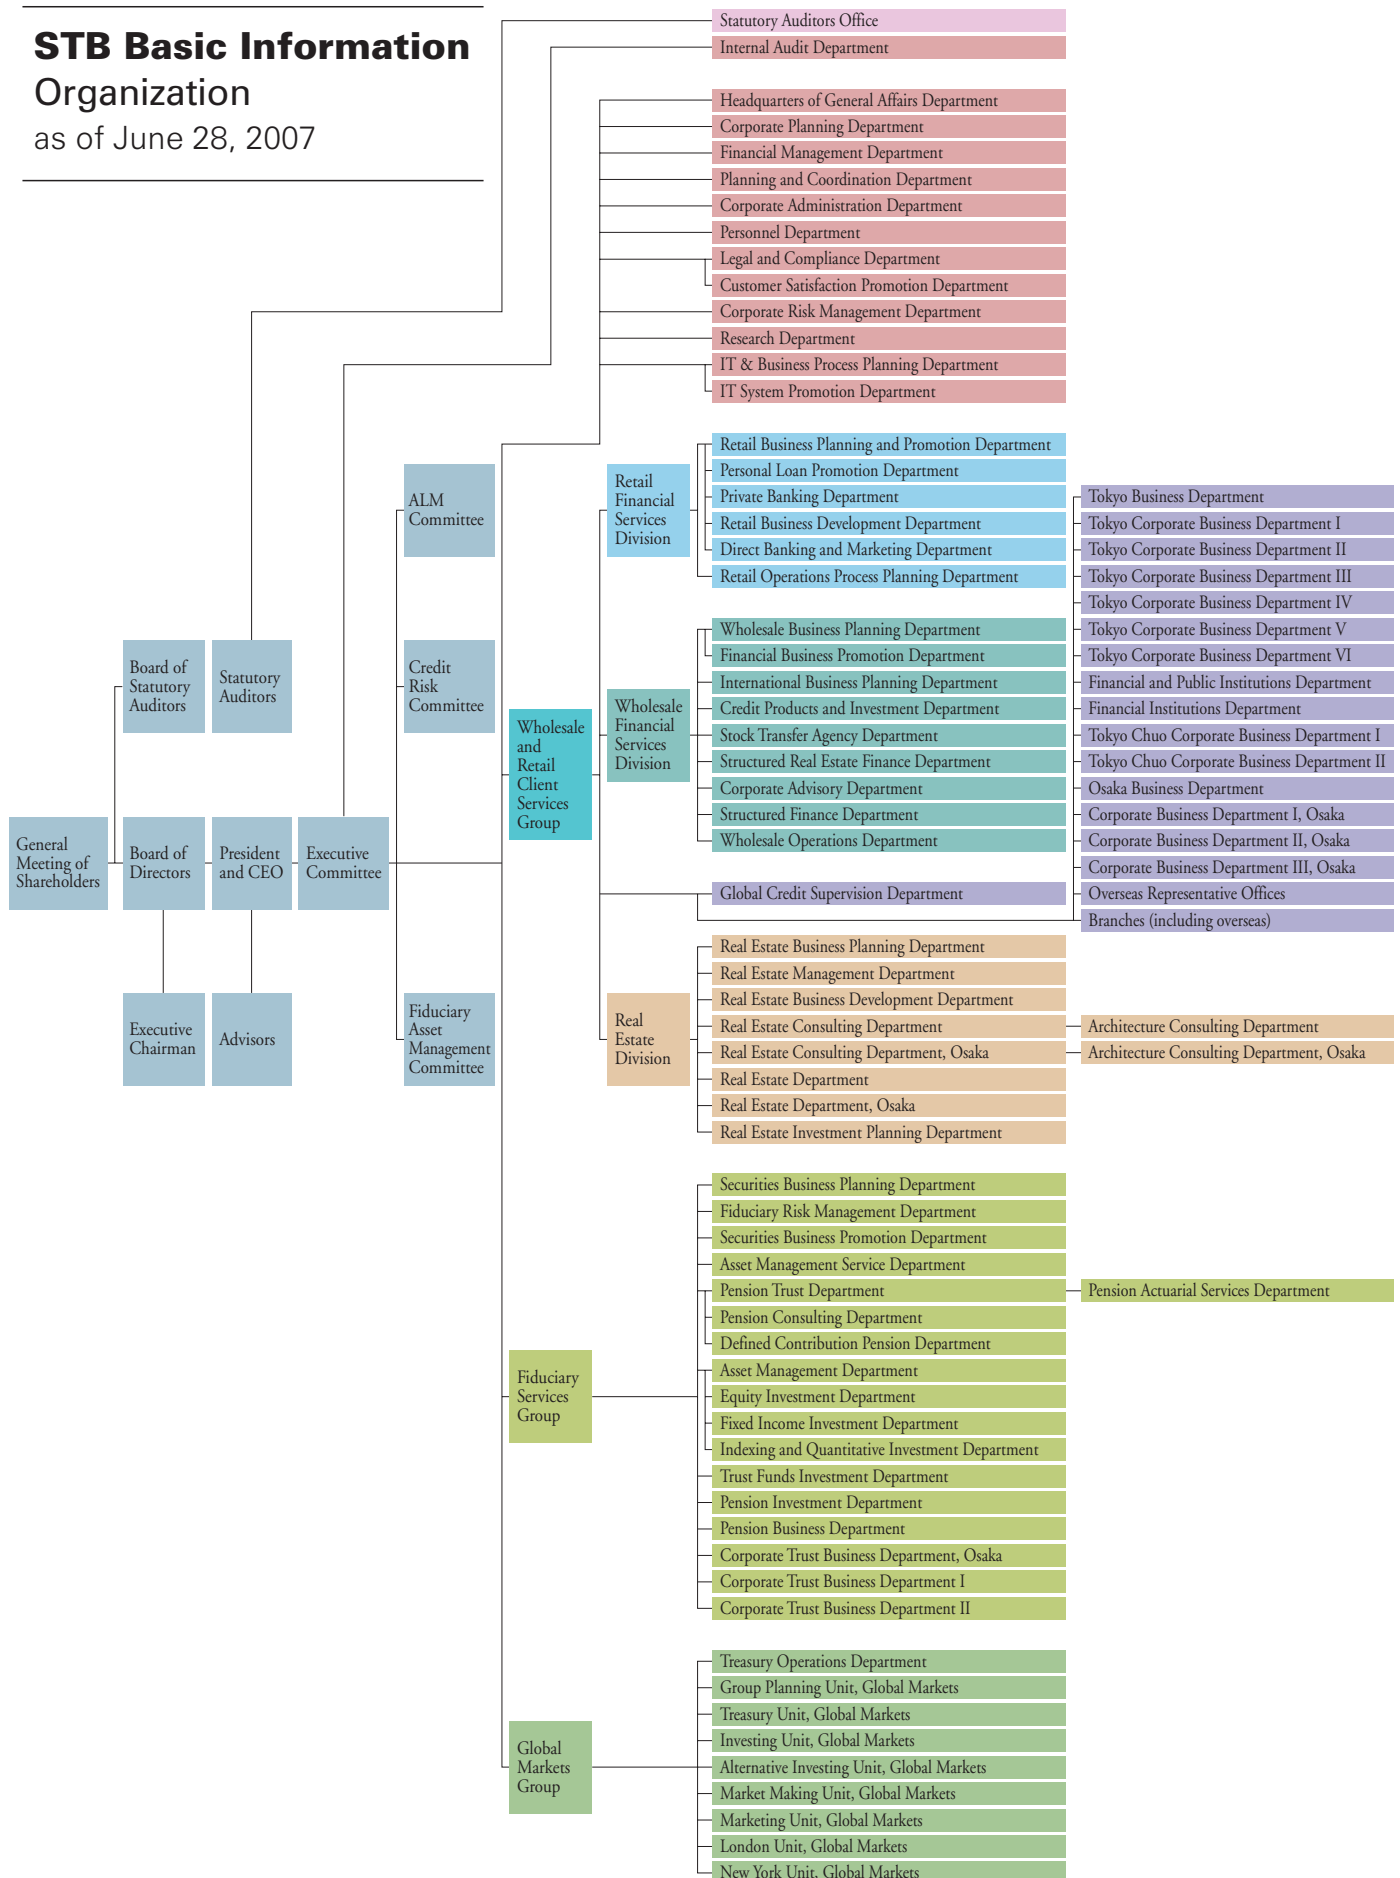 STB Basic Information
Organization
as of June 28, 2007
General
Meeting of
Shareholders
Board of
Statutory
Auditors
Statutory
Auditors
Board of
Directors
President
and CEO
Executive
Committee
Executive
Chairman
Advisors
ALM
Committee
Credit
Risk
Committee
Fiduciary
Asset
Management
Committee
Statutory Auditors Office
Internal Audit Department
Headquarters of General Affairs Department
Corporate Planning Department
Financial Management Department
Planning and Coordination Department
Corporate Administration Department
Personnel Department
Legal and Compliance Department
Customer Satisfaction Promotion Department
Corporate Risk Management Department
Research Department
IT & Business Process Planning Department
IT System Promotion Department
Wholesale
and
Retail
Client
Services
Group
Retail
Financial
Services
Division
Retail Business Planning and Promotion Department
Personal Loan Promotion Department
Private Banking Department
Retail Business Development Department
Direct Banking and Marketing Department
Retail Operations Process Planning Department
Wholesale
Financial
Services
Division
Wholesale Business Planning Department
Financial Business Promotion Department
International Business Planning Department
Credit Products and Investment Department
Stock Transfer Agency Department
Structured Real Estate Finance Department
Corporate Advisory Department
Structured Finance Department
Wholesale Operations Department
Global Credit Supervision Department
Tokyo Business Department
Tokyo Corporate Business Department I
Tokyo Corporate Business Department II
Tokyo Corporate Business Department III
Tokyo Corporate Business Department IV
Tokyo Corporate Business Department V
Tokyo Corporate Business Department VI
Financial and Public Institutions Department
Financial Institutions Department
Tokyo Chuo Corporate Business Department I
Tokyo Chuo Corporate Business Department II
Osaka Business Department
Corporate Business Department I, Osaka
Corporate Business Department II, Osaka
Corporate Business Department III, Osaka
Overseas Representative Offices
Branches (including overseas)
Real
Estate
Division
Real Estate Business Planning Department
Real Estate Management Department
Real Estate Business Development Department
Real Estate Consulting Department
Architecture Consulting Department
Real Estate Consulting Department, Osaka
Architecture Consulting Department, Osaka
Real Estate Department
Real Estate Department, Osaka
Real Estate Investment Planning Department
Fiduciary
Services
Group
Securities Business Planning Department
Fiduciary Risk Management Department
Securities Business Promotion Department
Asset Management Service Department
Pension Trust Department
Pension Actuarial Services Department
Pension Consulting Department
Defined Contribution Pension Department
Asset Management Department
Equity Investment Department
Fixed Income Investment Department
Indexing and Quantitative Investment Department
Trust Funds Investment Department
Pension Investment Department
Pension Business Department
Corporate Trust Business Department, Osaka
Corporate Trust Business Department I
Corporate Trust Business Department II
Global
Markets
Group
Treasury Operations Department
Group Planning Unit, Global Markets
Treasury Unit, Global Markets
Investing Unit, Global Markets
Alternative Investing Unit, Global Markets
Market Making Unit, Global Markets
Marketing Unit, Global Markets
London Unit, Global Markets
New York Unit, Global Markets